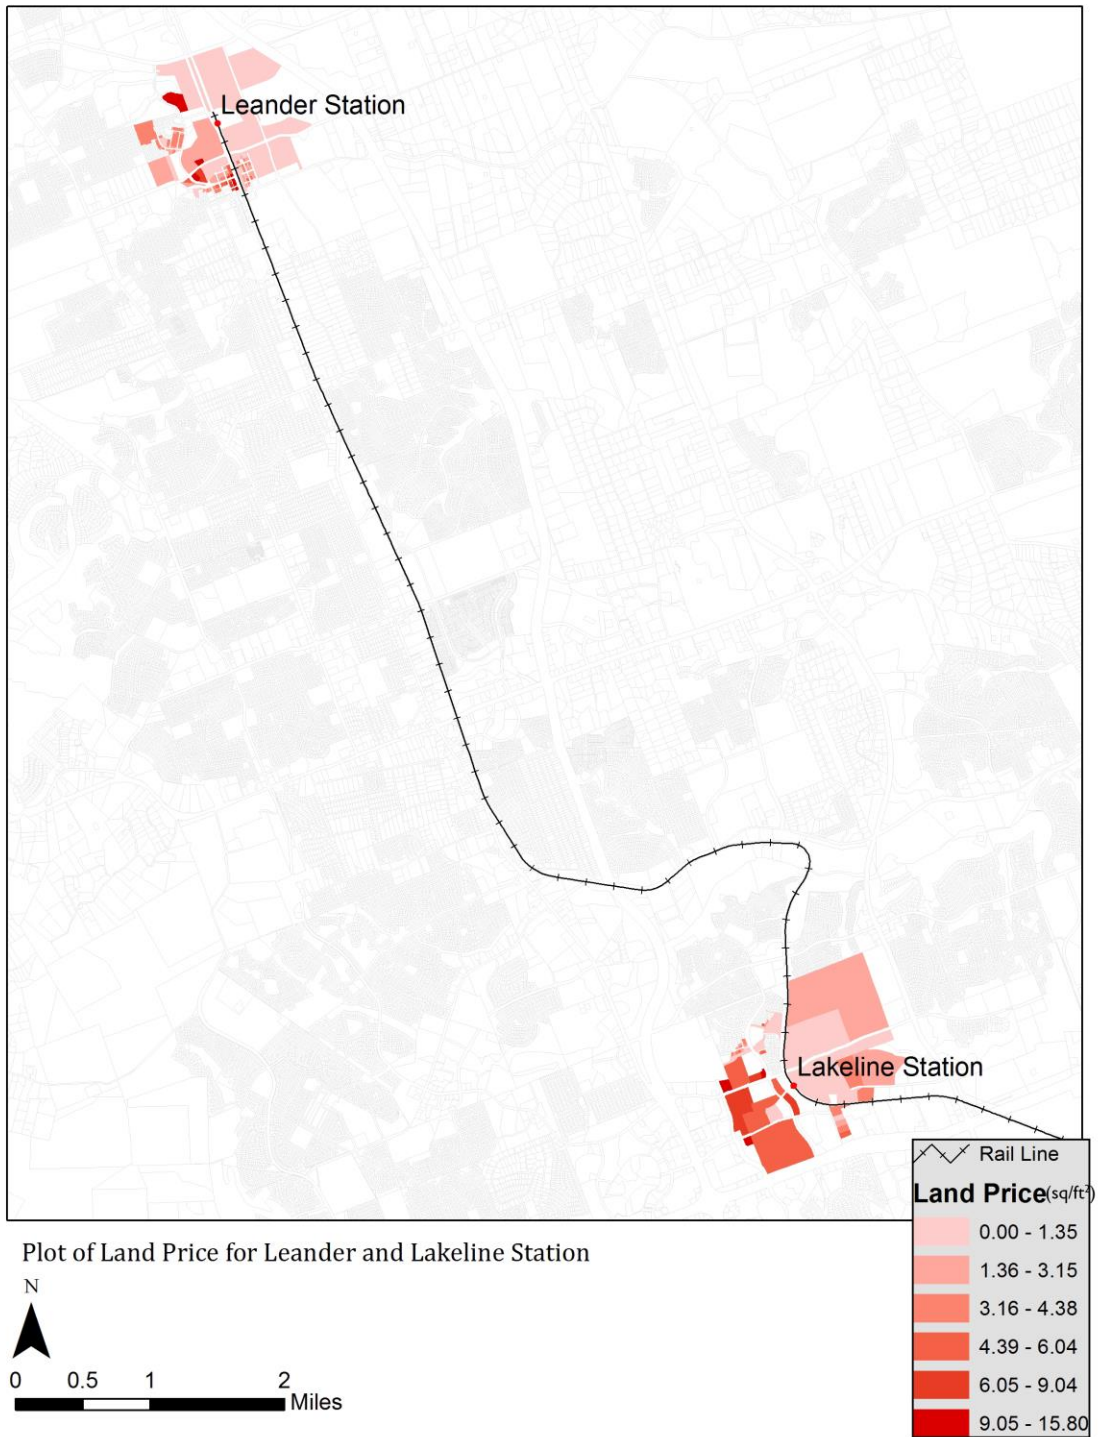 Leander Station
Lakeline Station
Rail Line
Land Price(sq/ft²)
0.00 - 1.35
1.36 - 3.15
3.16 - 4.38
4.39 - 6.04
6.05 - 9.04
9.05 - 15.80
Plot of Land Price for Leander and Lakeline Station
N
0 0.5 1 2
Miles